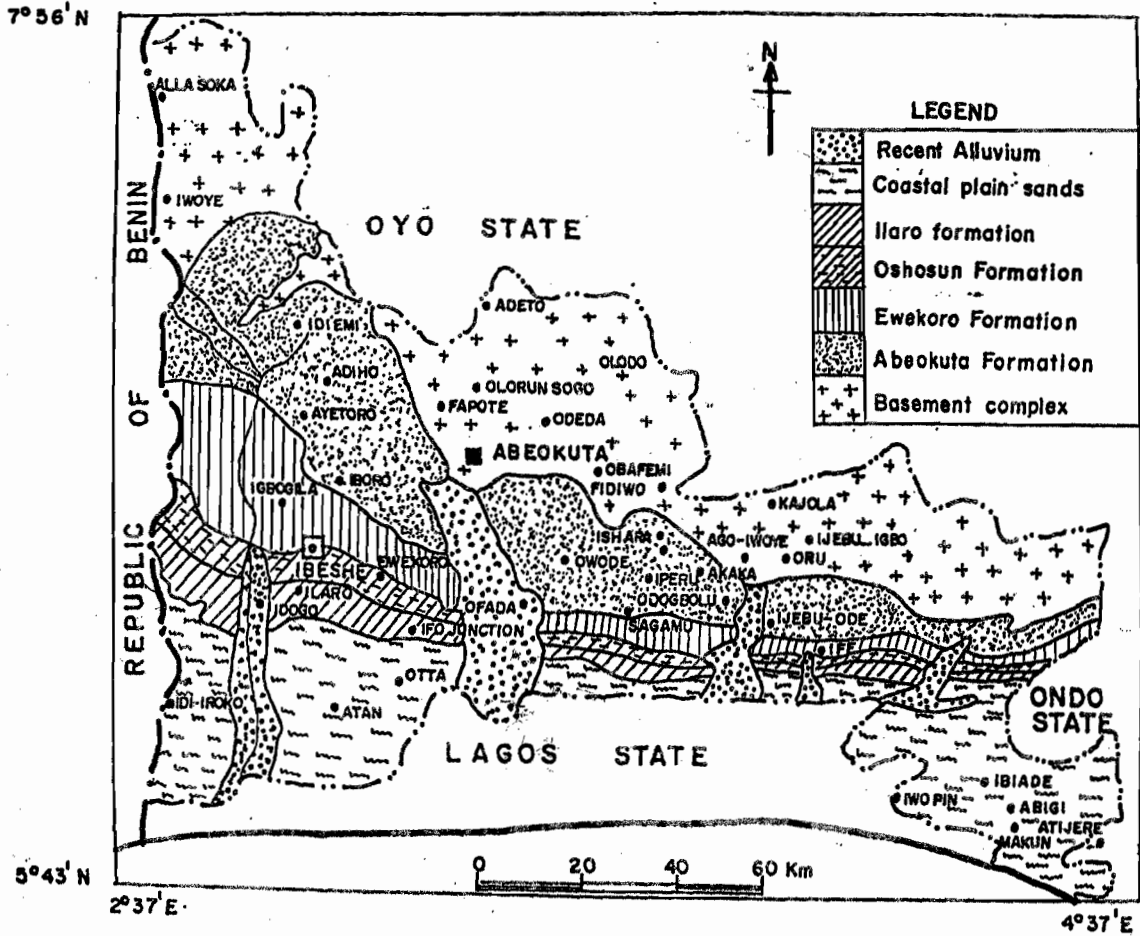 7°56'N
N
ALLA SOKA
LEGEND
Recent Alluvium
Coastal plain sands
Ilaro formation
Oshosun Formation
Ewekoro Formation
Abeokuta Formation
Basement complex
IWOYE
OYO STATE
REPUBLIC OF BENIN
ADETO
IDIEMI
OLODO
ADIHO
OLORUN SOGO
FAPOTE
AYETORO
ODEDA
ABEOKUTA
OBAFEMI
IBORO
FIDIWO
IGBOGILA
KAJOLA
ISHARA
AGO-IWOYE
IJEBU IGBO
EWEKORO
OWODE
ORU
IBESHE
IPERU
AKAKA
ILARO
ODOGBOLU
IDOGO
OFADA
IFO JUNCTION
SAGAMU
IJEBU-ODE
IFE
OTTA
IDI-IROKO
ATAN
ONDO
STATE
LAGOS STATE
IBIADE
IWOPIN
ABIGI
ATIJERE
MAKUN
0 20 40 60 Km
5°43'N
2°37'E
4°37'E